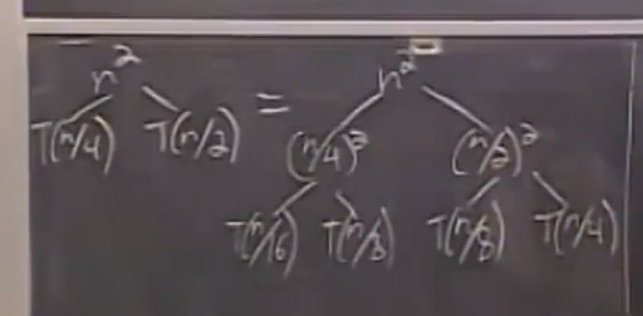 n²
T(n/4) T(n/2)
=
n²
(n/4)² (n/2)²
T(n/16) T(n/8) T(n/8) T(n/4)